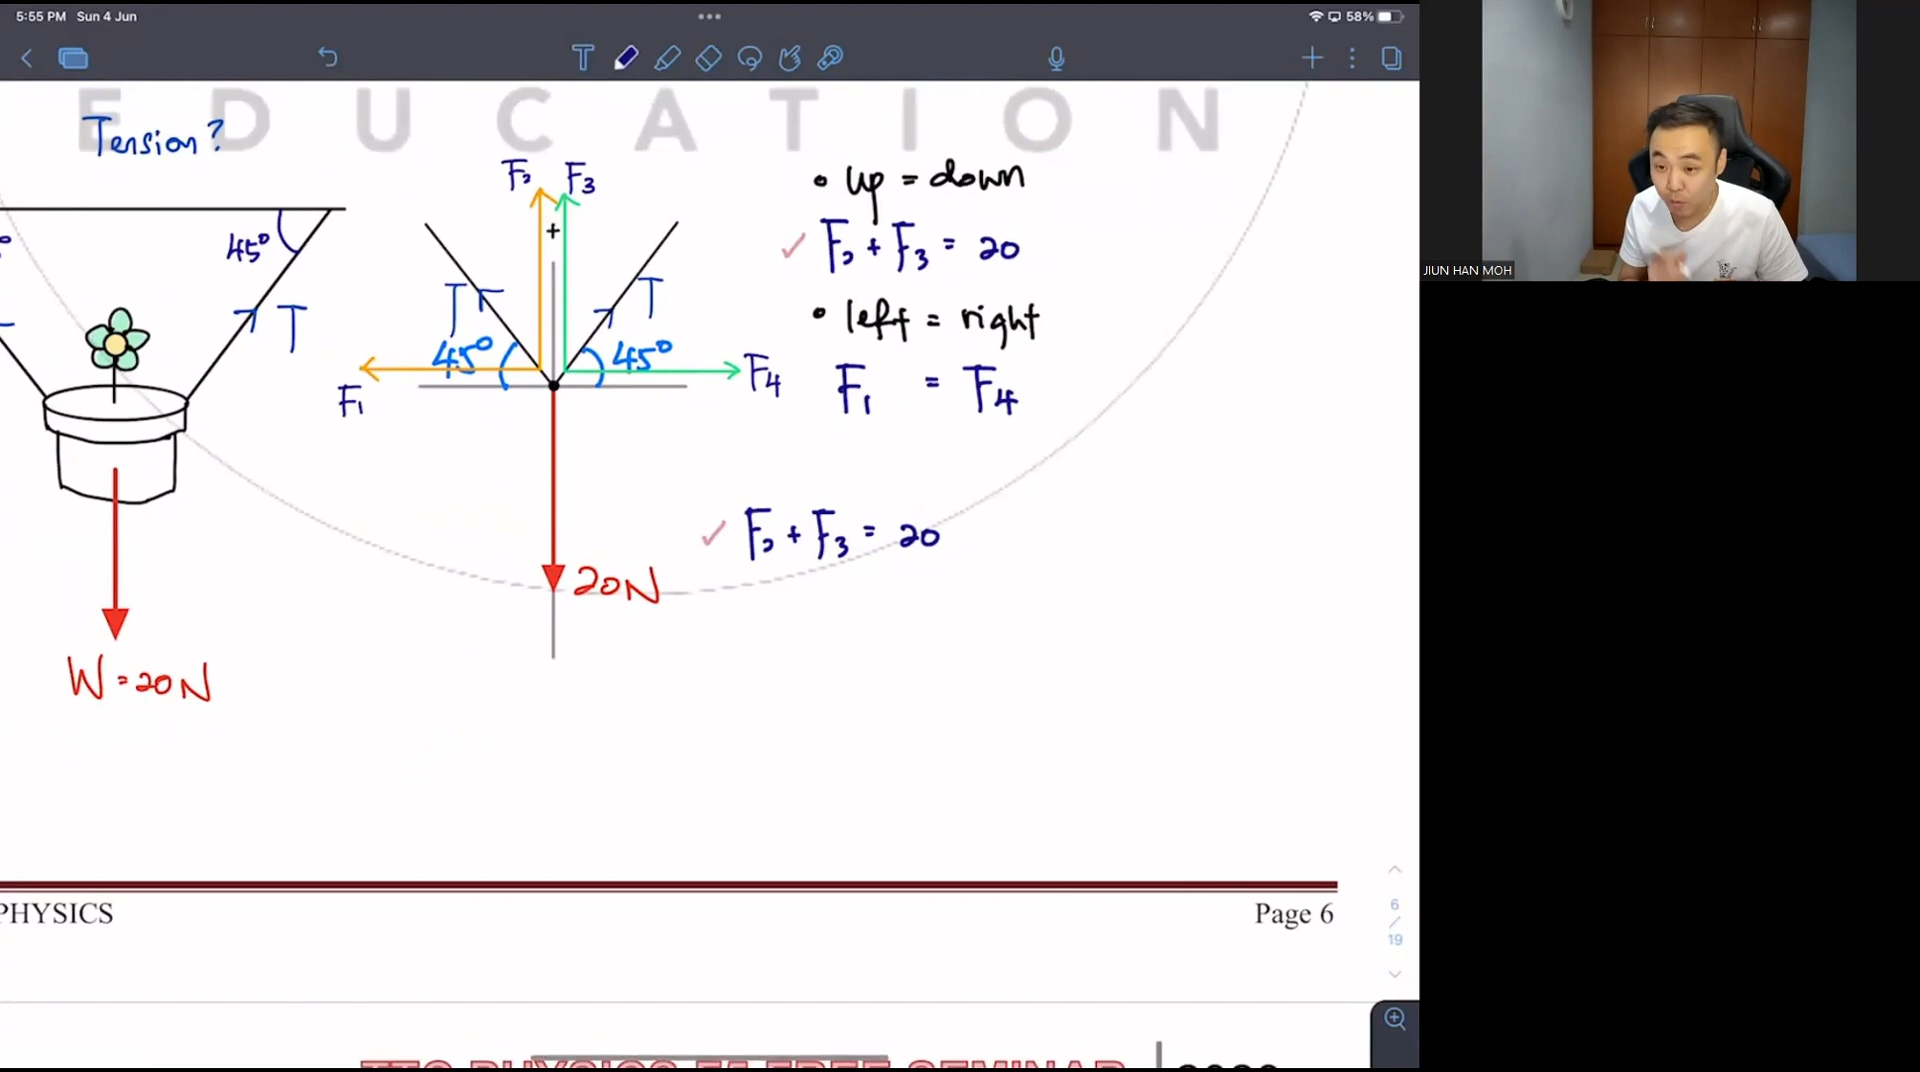 5:55 PM Sun 4 Jun
58%
EDUCATION
Tension?
F2 F3
• up = down
+
F2 + F3 = 20
45°
T
T
T
• left = right
45°
45°
F4
F1
F1 = F4
✓ F2 + F3 = 20
20N
W = 20N
PHYSICS
Page 6
6
/
19
JIUN HAN MOH